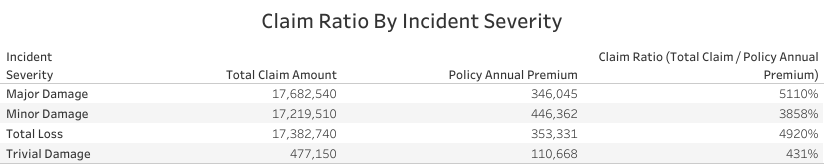 Claim Ratio By Incident Severity
Incident Claim Ratio (Total Claim / Policy Annual
Severity Total Claim Amount Policy Annual Premium Premium)
Major Damage 17,682,540 346,045 5110%
Minor Damage 17,219,510 446,362 3858%
Total Loss 17,382,740 353,331 4920%
Trivial Damage 477,150 110,668 431%